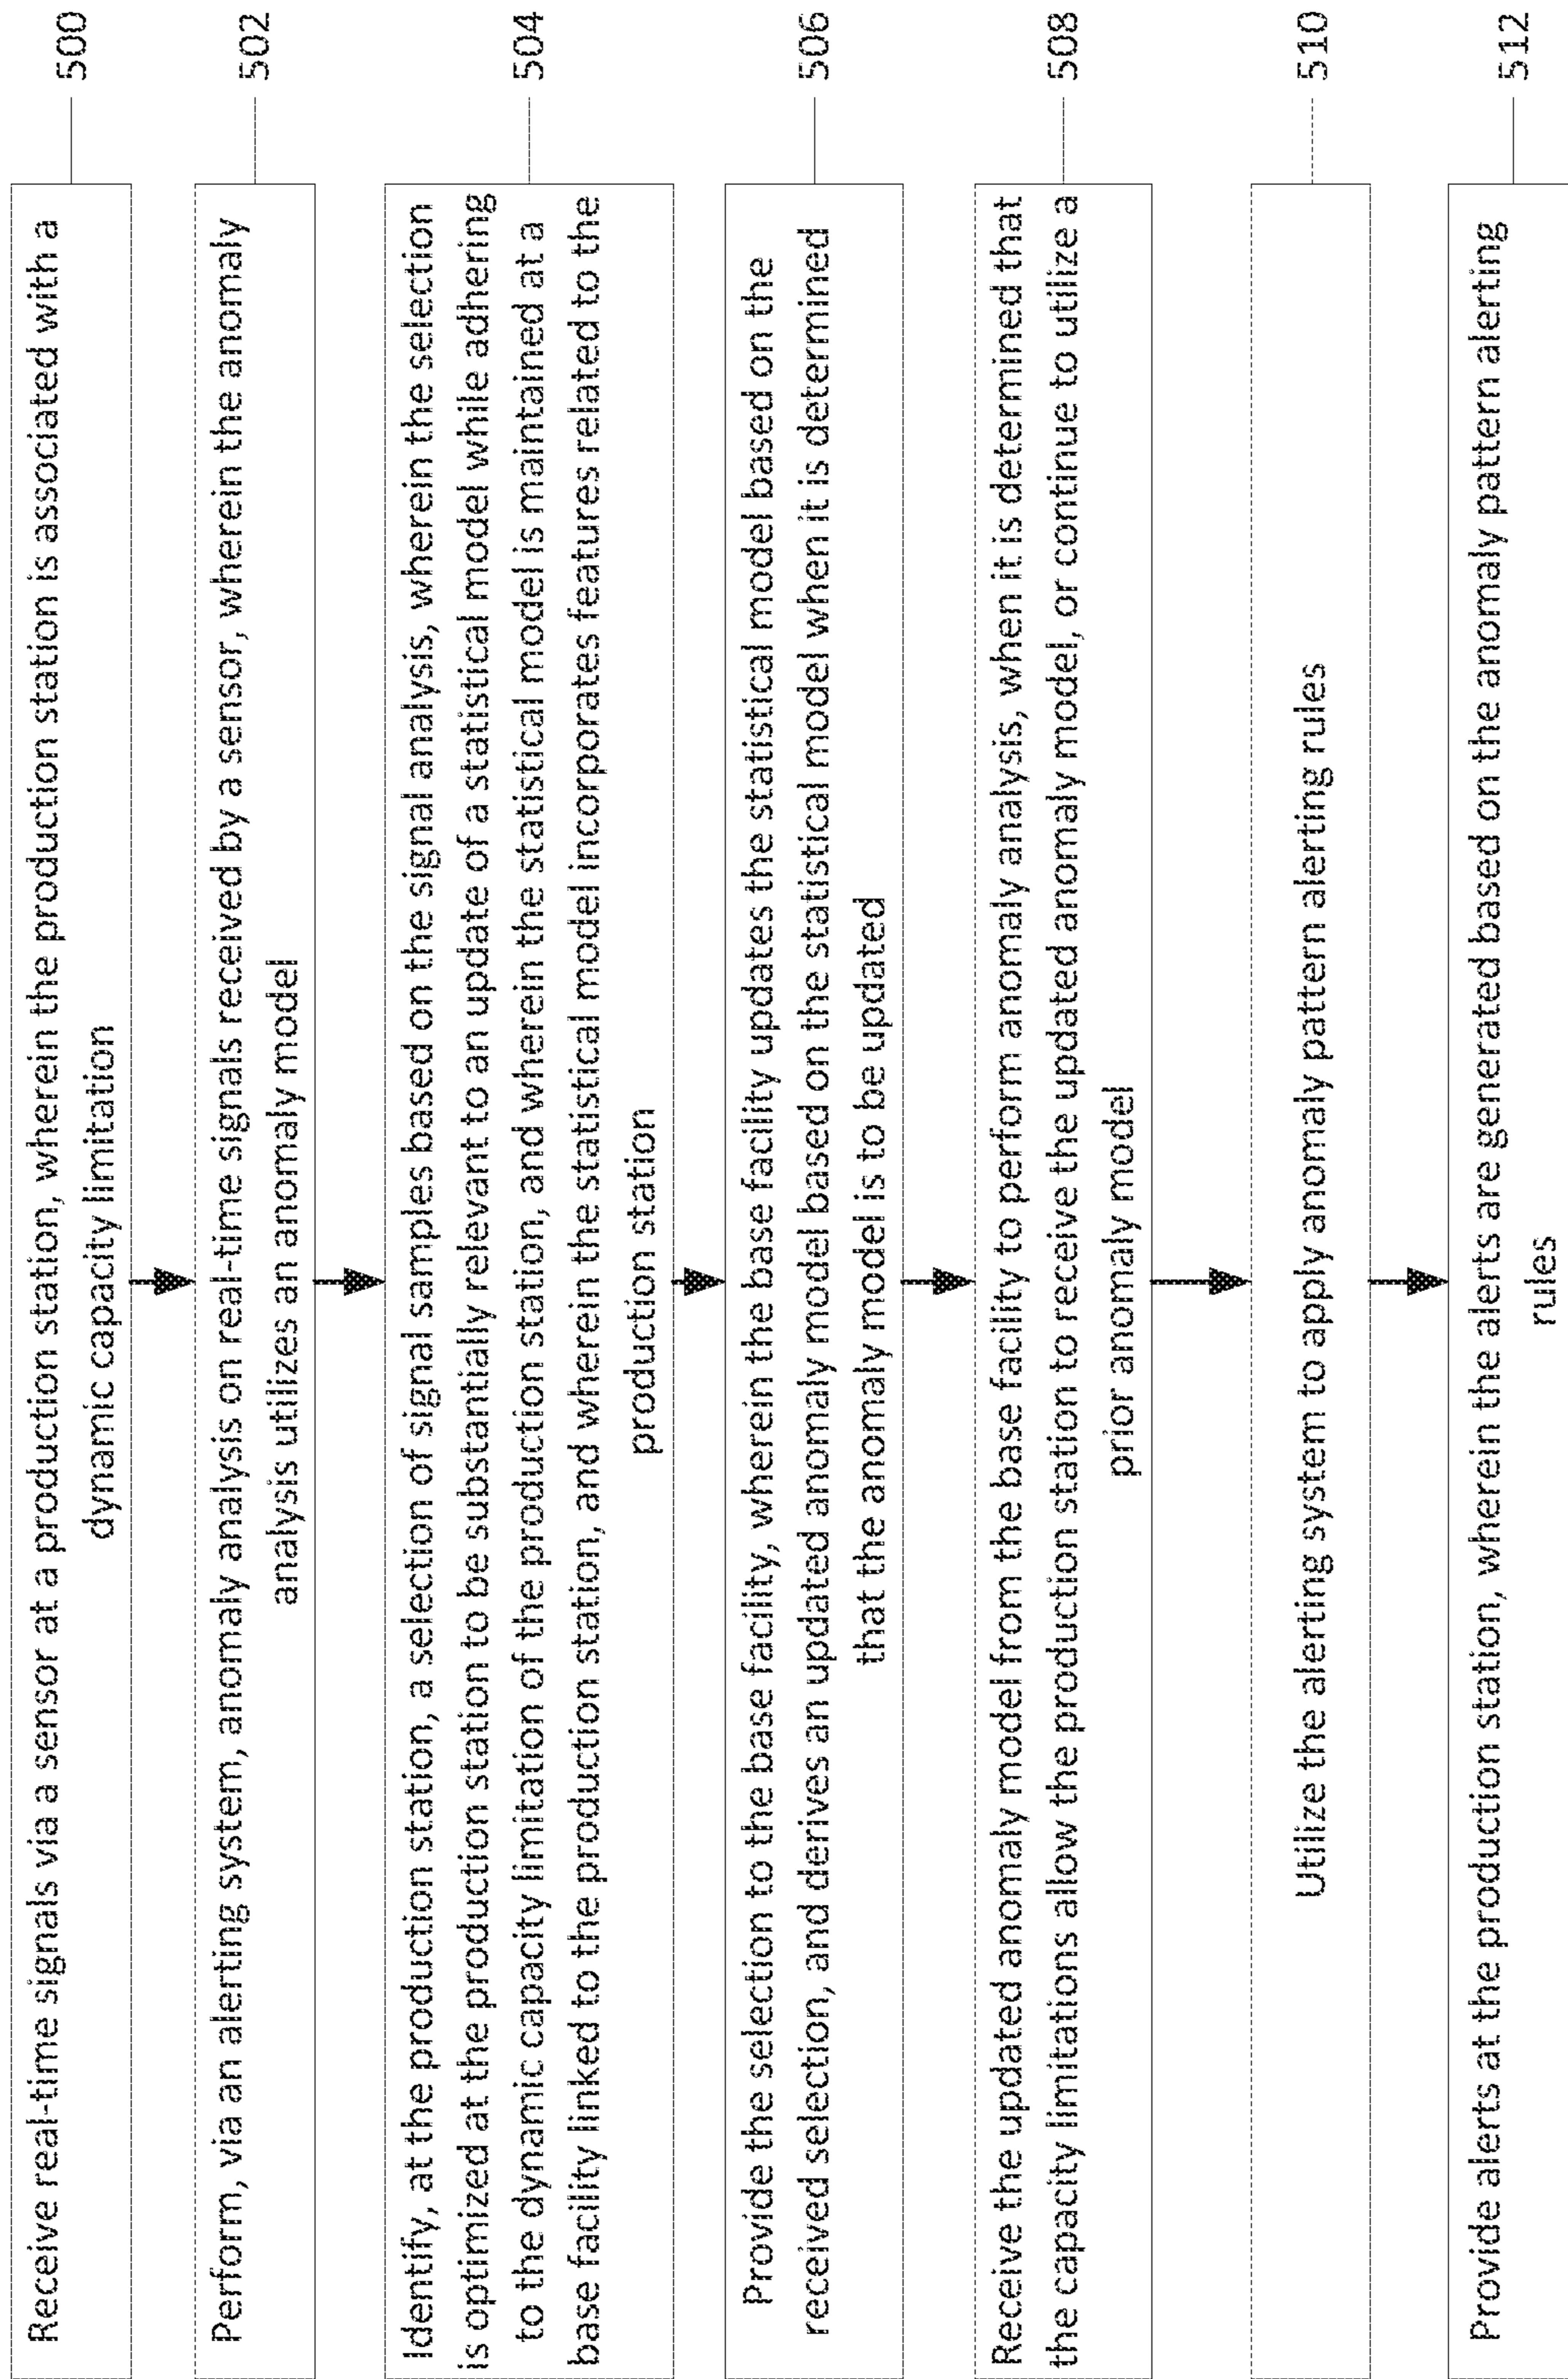 Receive real-time signals via a sensor at a production station, wherein the production station is associated with a
dynamic capacity limitation
500
Perform, via an alerting system, anomaly analysis on real-time signals received by a sensor, wherein the anomaly
analysis utilizes an anomaly model
502
Identify, at the production station, a selection of signal samples based on the signal analysis, wherein the selection
is optimized at the production station to be substantially relevant to an update of a statistical model while adhering
to the dynamic capacity limitation of the production station, and wherein the statistical model is maintained at a
base facility linked to the production station, and wherein the statistical model incorporates features related to the
production station
504
Provide the selection to the base facility, wherein the base facility updates the statistical model based on the
received selection, and derives an updated anomaly model based on the statistical model when it is determined
that the anomaly model is to be updated
506
Receive the updated anomaly model from the base facility to perform anomaly analysis, when it is determined that
the capacity limitations allow the production station to receive the updated anomaly model, or continue to utilize a
prior anomaly model
508
Utilize the alerting system to apply anomaly pattern alerting rules
510
Provide alerts at the production station, wherein the alerts are generated based on the anomaly pattern alerting
rules
512